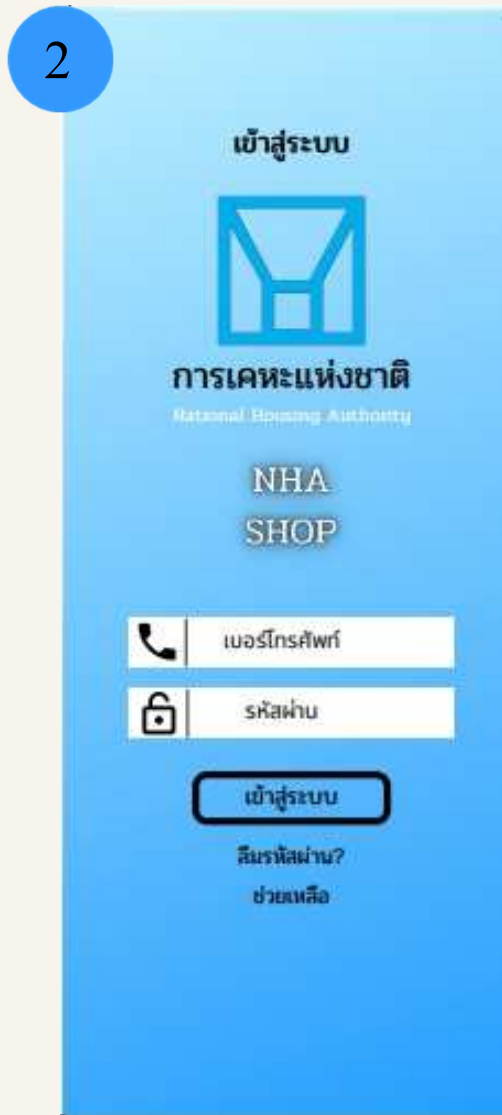 2
เข้าสู่ระบบ
การเคหะแห่งชาติ
National Housing Authority
NHA
SHOP
เบอร์โทรศัพท์
รหัสผ่าน
เข้าสู่ระบบ
ลืมรหัสผ่าน?
ช่วยเหลือ